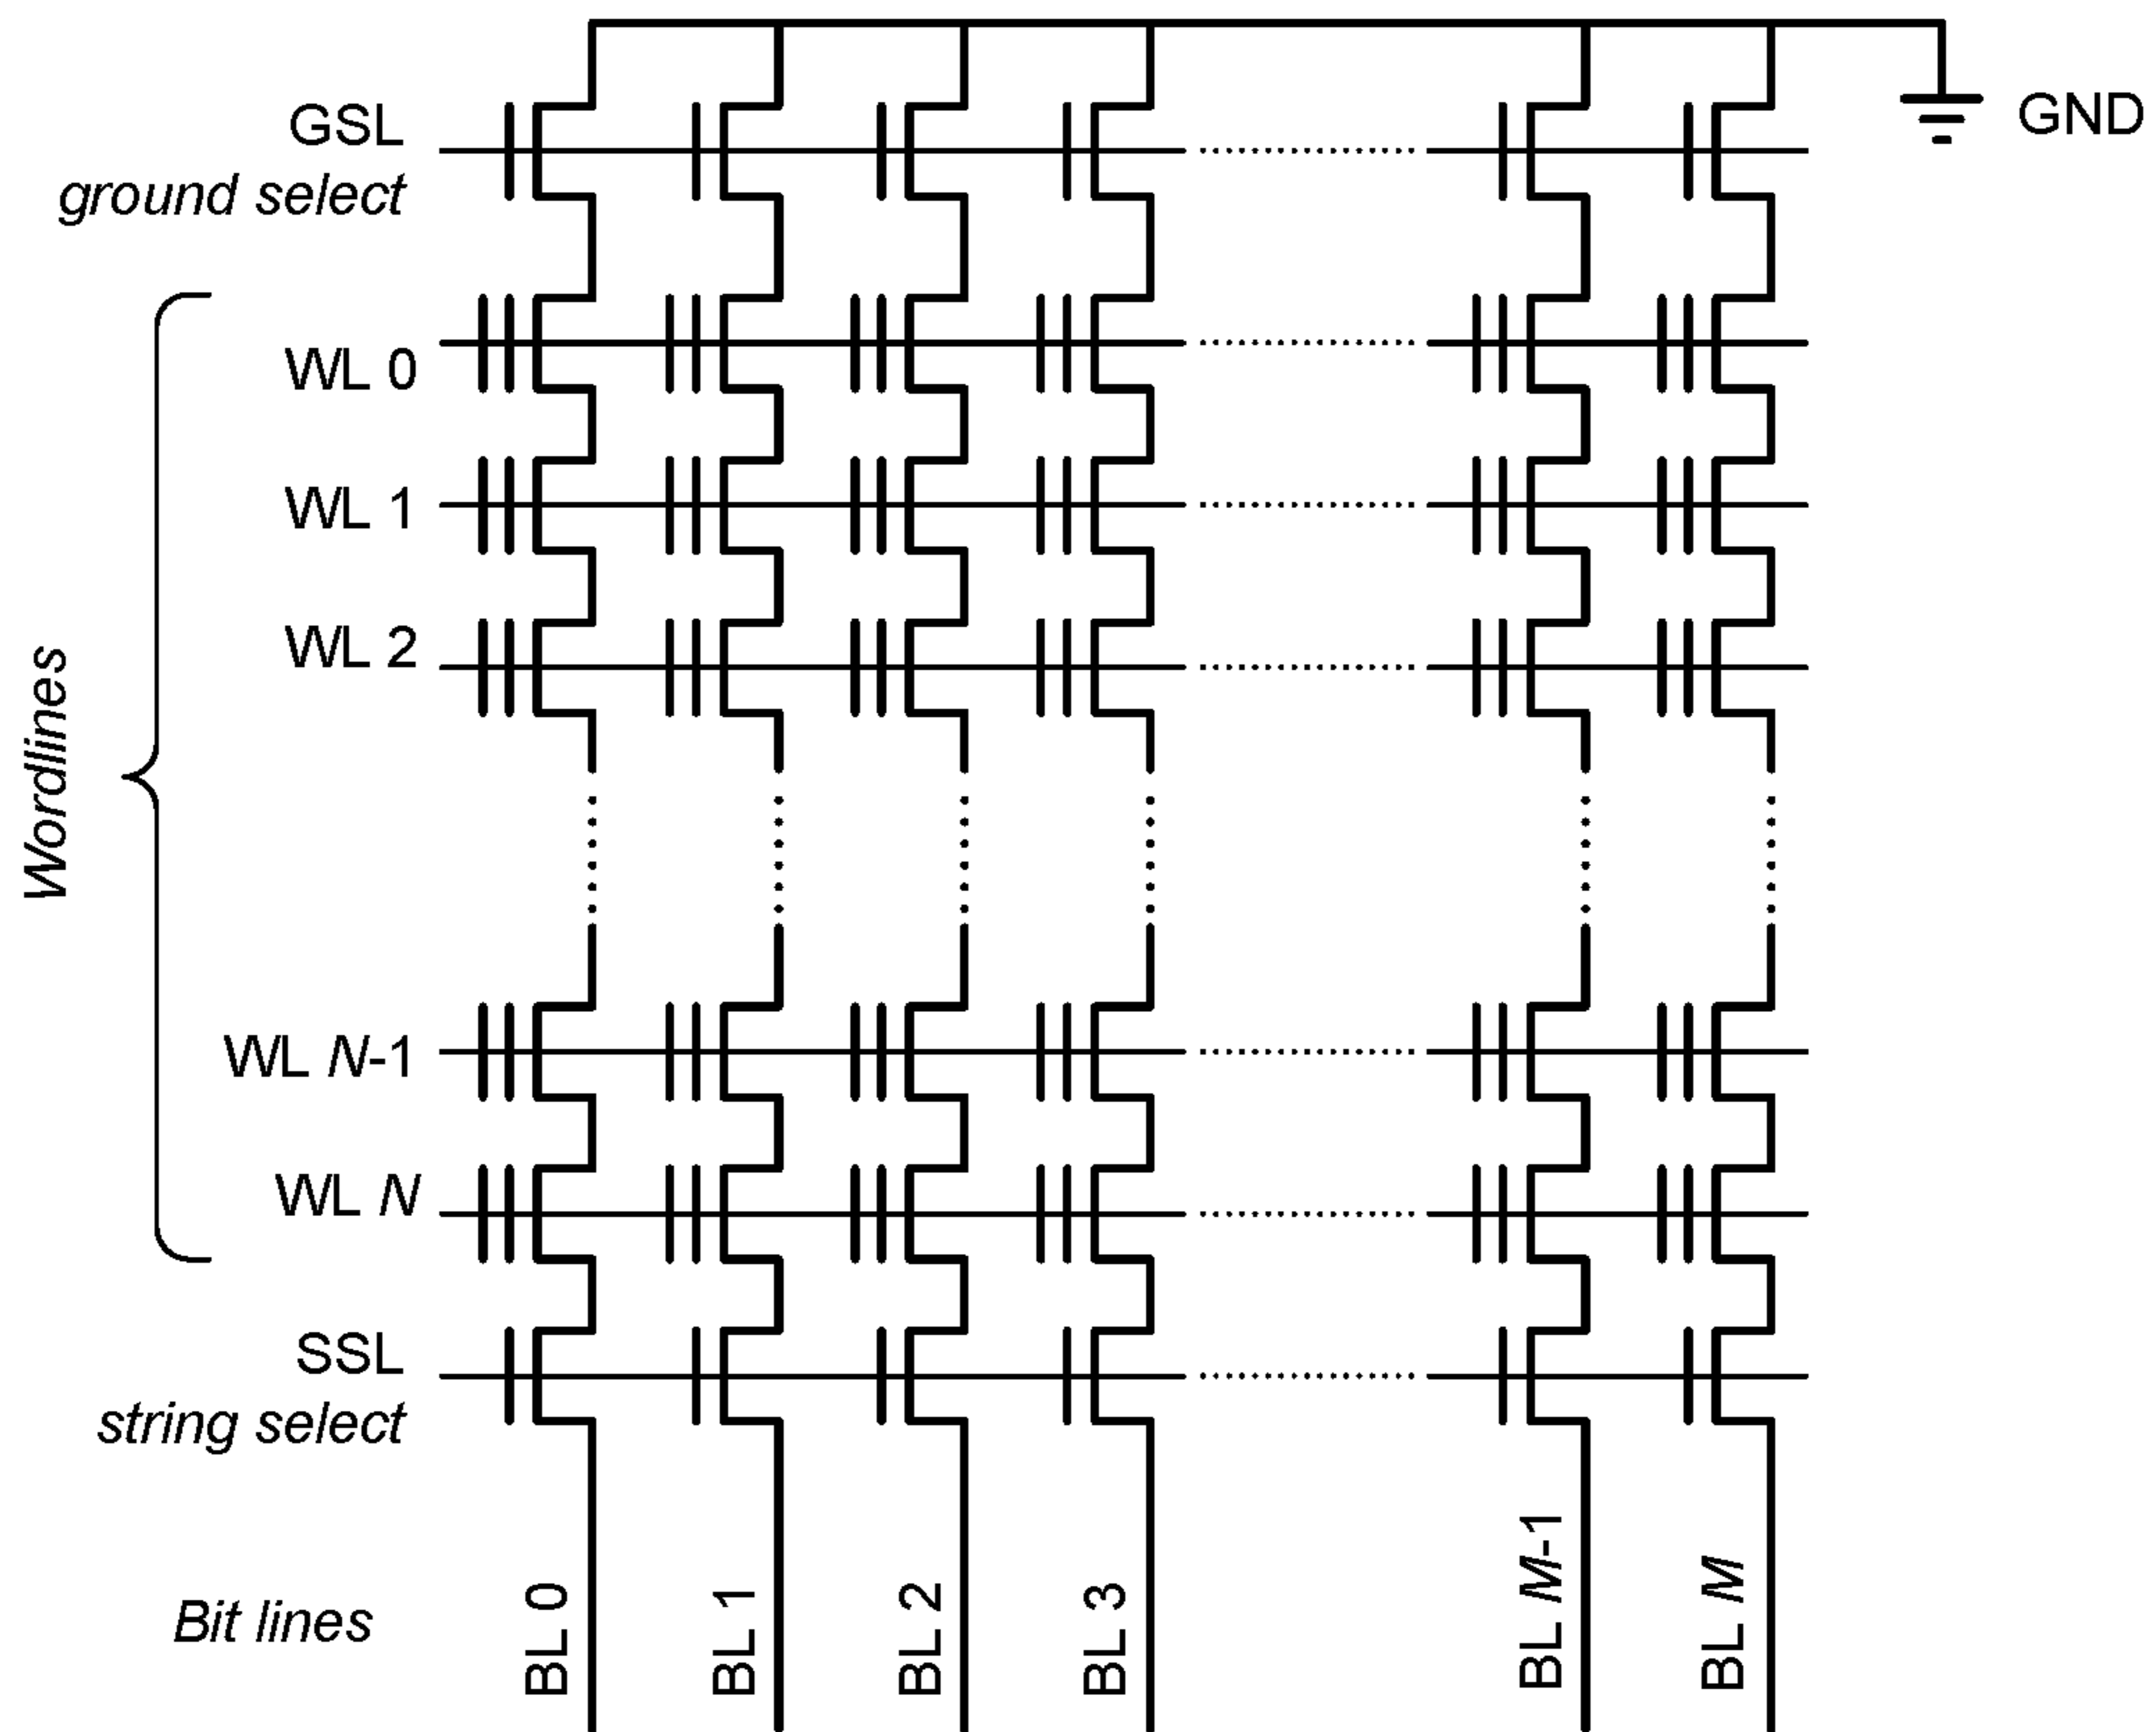 GSL
ground select
GND
WL 0
WL 1
WL 2
Wordlines
WL N-1
WL N
SSL
string select
Bit lines
BL 0
BL 1
BL 2
BL 3
BL M-1
BL M